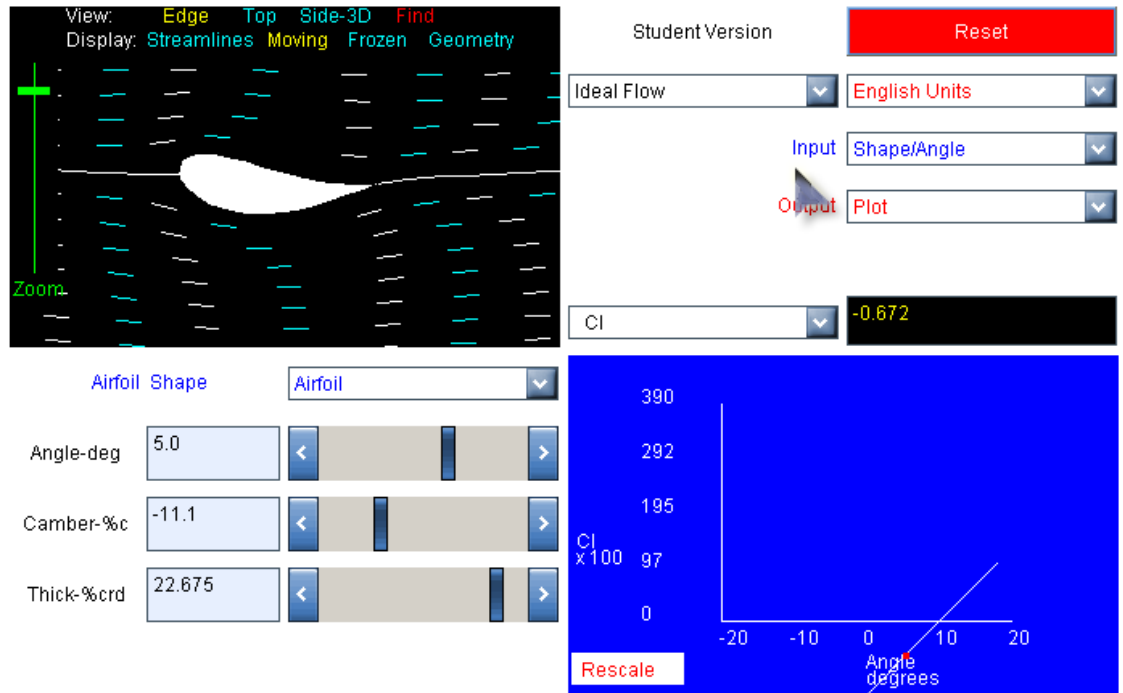 View: Edge Top Side-3D Find
Display: Streamlines Moving Frozen Geometry
Zoom
Student Version Reset
Ideal Flow English Units
Input Shape/Angle
Output Plot
Cl -0.672
Airfoil Shape Airfoil
Angle-deg 5.0
Camber-%c -11.1
Thick-%crd 22.675
390
292
195
Cl
x100 97
0
-20 -10 0 10 20
Angle
degrees
Rescale